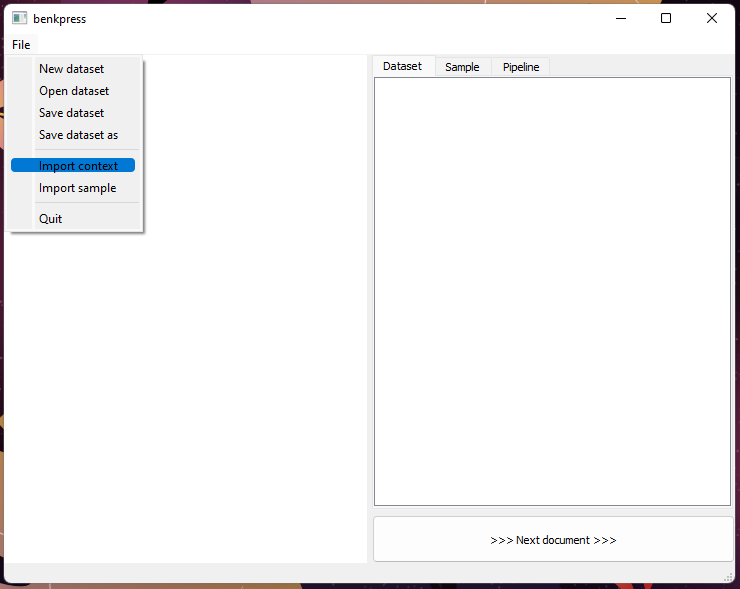 benkpress
File
New dataset
Open dataset
Save dataset
Save dataset as
Import context
Import sample
Quit
Dataset Sample Pipeline
>>> Next document >>>